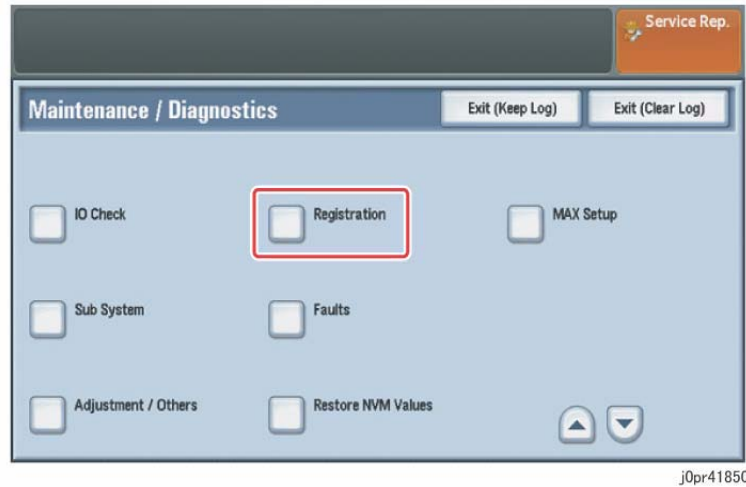 Service Rep.
Maintenance / Diagnostics
Exit (Keep Log)
Exit (Clear Log)
IO Check
Registration
MAX Setup
Sub System
Faults
Adjustment / Others
Restore NVM Values
j0pr41850